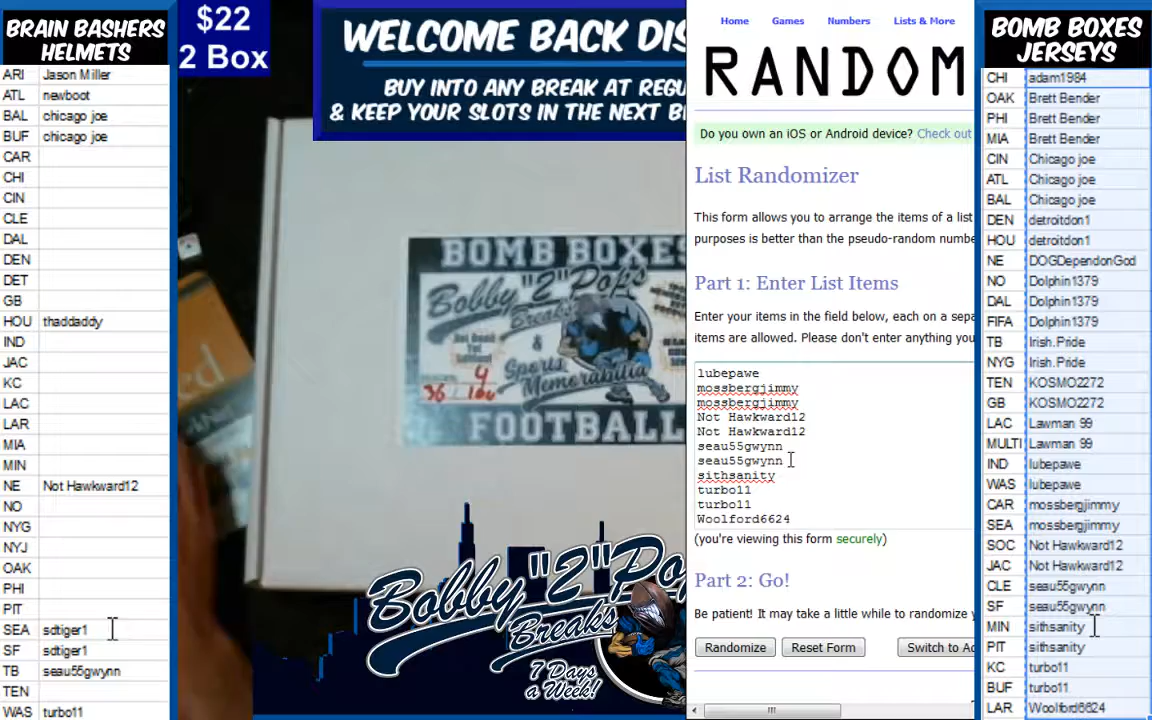 BRAIN BASHERS
HELMETS
ARI Jason Miller
ATL newboot
BAL chicago joe
BUF chicago joe
CAR
CHI
CIN
CLE
DAL
DEN
DET
GB
HOU thaddaddy
IND
JAC
KC
LAC
LAR
MIA
MIN
NE Not Hawkward12
NO
NYG
NYJ
OAK
PHI
PIT
SEA sdtiger1
SF sdtiger1
TB seau55gwynn
TEN
WAS turbo11
$22
2 Box
WELCOME BACK DIS
BUY INTO ANY BREAK AT REGU
& KEEP YOUR SLOTS IN THE NEXT B
BOMB BOXES
Bobby "2" Pops
Breaks
&
Sports
Memorabilia
36
4
FOOTBALL
Bobby "2" Po
Breaks
7 Days
a Week!
Home Games Numbers Lists & More
RANDOM
Do you own an iOS or Android device? Check out
List Randomizer
This form allows you to arrange the items of a list
purposes is better than the pseudo-random numbe
Part 1: Enter List Items
Enter your items in the field below, each on a sepa
items are allowed. Please don't enter anything you
lubepawe
mossbergjimmy
mossbergjimmy
Not Hawkward12
Not Hawkward12
seau55gwynn
seau55gwynn
sithsanity
turbo11
turbo11
Woolford6624
(you're viewing this form securely)
Part 2: Go!
Be patient! It may take a little while to randomize y
Randomize Reset Form Switch to Ad
BOMB BOXES
JERSEYS
CHI adam1984
OAK Brett Bender
PHI Brett Bender
MIA Brett Bender
CIN Chicago joe
ATL Chicago joe
BAL Chicago joe
DEN detroitdon1
HOU detroitdon1
NE DOGDependonGod
NO Dolphin1379
DAL Dolphin1379
FIFA Dolphin1379
TB Irish.Pride
NYG Irish.Pride
TEN KOSMO2272
GB KOSMO2272
LAC Lawman 99
MULTI Lawman 99
IND lubepawe
WAS lubepawe
CAR mossbergjimmy
SEA mossbergjimmy
SOC Not Hawkward12
JAC Not Hawkward12
CLE seau55gwynn
SF seau55gwynn
MIN sithsanity
PIT sithsanity
KC turbo11
BUF turbo11
LAR Woolford6624